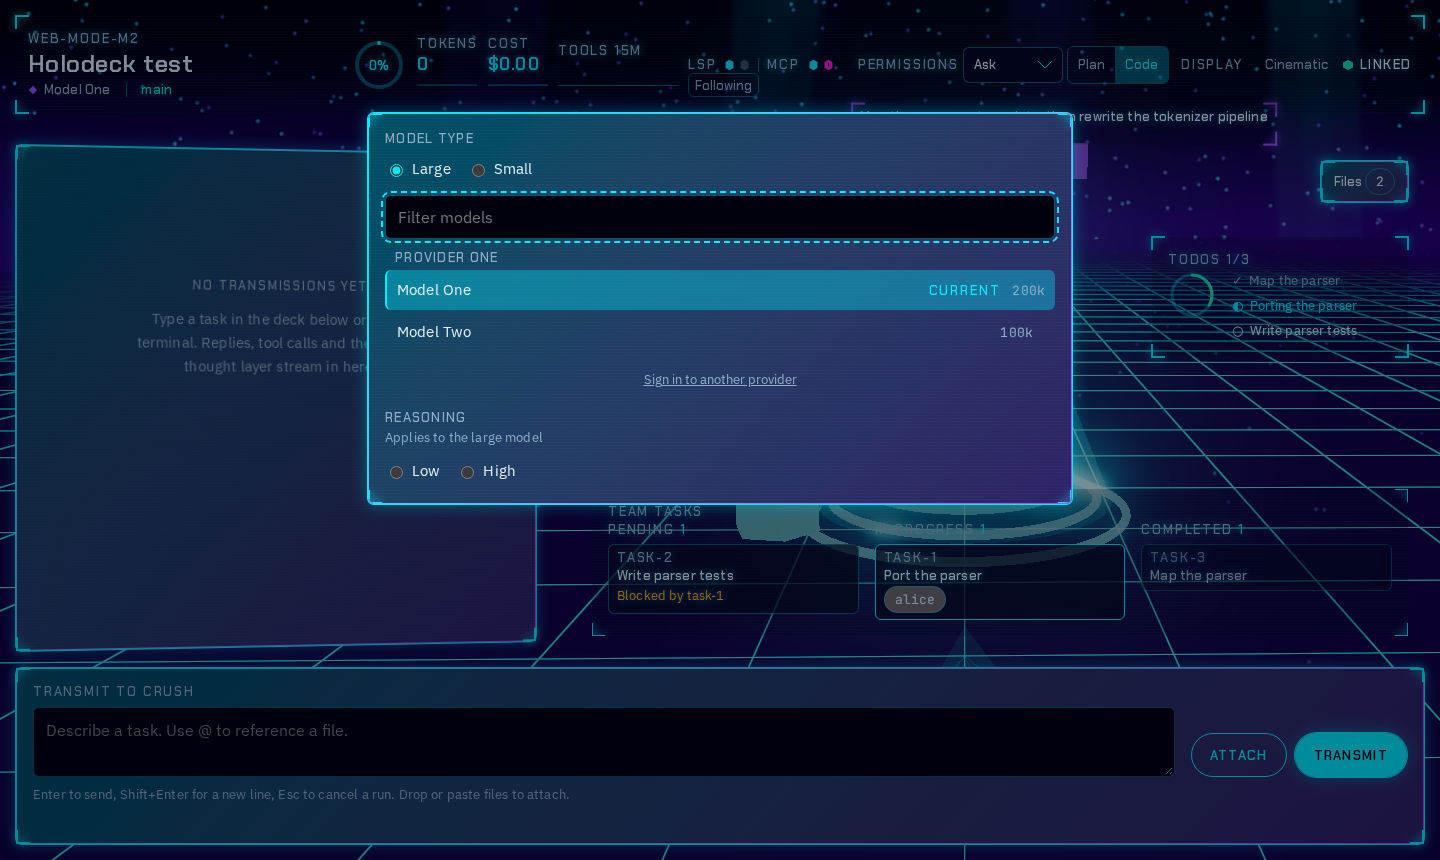 WEB-MODE-M2
Holodeck test
Model One main
0%
TOKENS
0
COST
$0.00
TOOLS 15M
LSP MCP
Following
PERMISSIONS Ask
Plan Code
DISPLAY Cinematic
LINKED
rewrite the tokenizer pipeline
MODEL TYPE
Large Small
Filter models
PROVIDER ONE
Model One CURRENT 200k
Model Two 100k
Sign in to another provider
REASONING
Applies to the large model
Low High
NO TRANSMISSIONS YET
Type a task in the deck below or
terminal. Replies, tool calls and the
thought layer stream in here
Files 2
TODOS 1/3
✓ Map the parser
Porting the parser
Write parser tests
TEAM TASKS
PENDING 1
TASK-2
Write parser tests
Blocked by task-1
PROGRESS 1
TASK-1
Port the parser
alice
COMPLETED 1
TASK-3
Map the parser
TRANSMIT TO CRUSH
Describe a task. Use @ to reference a file.
ATTACH TRANSMIT
Enter to send, Shift+Enter for a new line, Esc to cancel a run. Drop or paste files to attach.